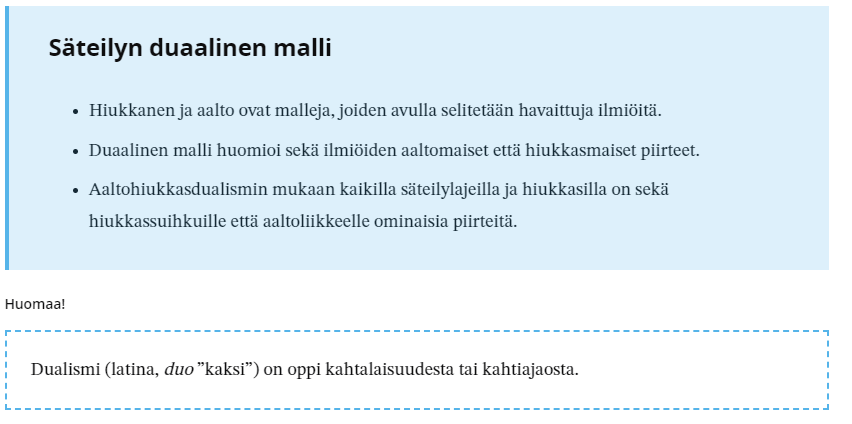 Säteilyn duaalinen malli
• Hiukkanen ja aalto ovat malleja, joiden avulla selitetään havaittuja ilmiöitä.
• Duaalinen malli huomioi sekä ilmiöiden aaltomaiset että hiukkasmaiset piirteet.
• Aaltohiukkasdualismin mukaan kaikilla säteilylajeilla ja hiukkasilla on sekä
hiukkassuihkuille että aaltoliikkeelle ominaisia piirteitä.
Huomaa!
Dualismi (latina, duo ”kaksi”) on oppi kahtalaisuudesta tai kahtiajaosta.